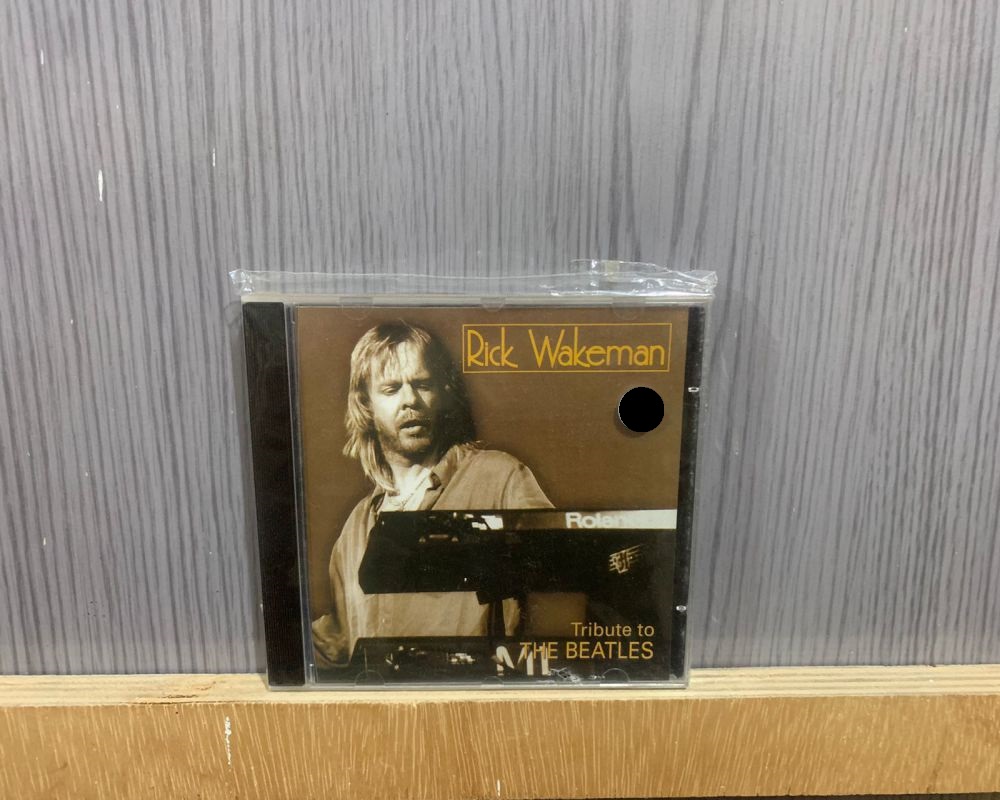 Rick Wakeman
Roland
Tribute to
THE BEATLES